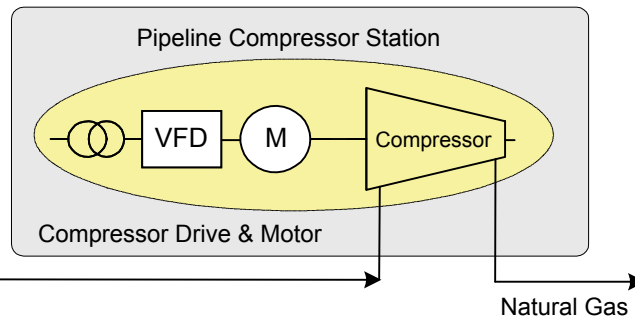 Pipeline Compressor Station
VFD
M
Compressor
Compressor Drive & Motor
Natural Gas